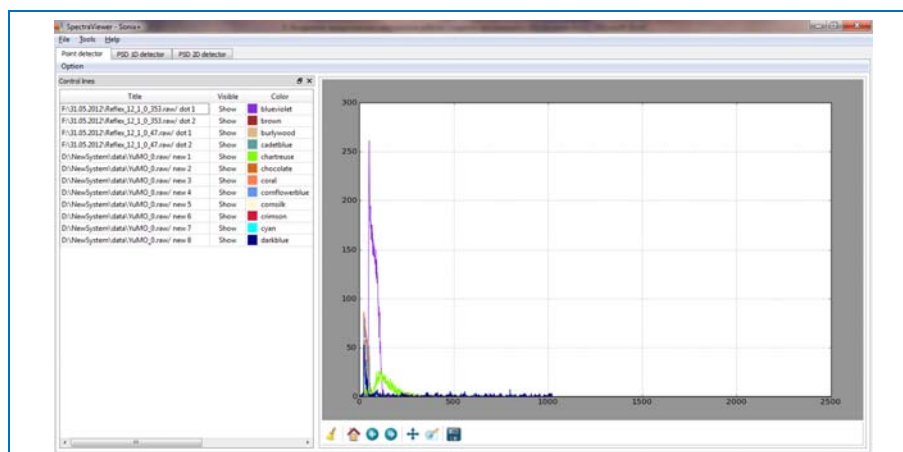 SpectraViewer - Sonix+
File Tools Help
Point detector PSD 1D detector PSD 2D detector
Option
Control lines
Title Visible Color
F:\31.05.2012\Reflex_12_1_0_353.raw/ dot 1 Show blueviolet
F:\31.05.2012\Reflex_12_1_0_353.raw/ dot 2 Show brown
F:\31.05.2012\Reflex_12_1_0_47.raw/ dot 1 Show burlywood
F:\31.05.2012\Reflex_12_1_0_47.raw/ dot 2 Show cadetblue
D:\NewSystem\data\YuMO_0.raw/ new 1 Show chartreuse
D:\NewSystem\data\YuMO_0.raw/ new 2 Show chocolate
D:\NewSystem\data\YuMO_0.raw/ new 3 Show coral
D:\NewSystem\data\YuMO_0.raw/ new 4 Show cornflowerblue
D:\NewSystem\data\YuMO_0.raw/ new 5 Show cornsilk
D:\NewSystem\data\YuMO_0.raw/ new 6 Show crimson
D:\NewSystem\data\YuMO_0.raw/ new 7 Show cyan
D:\NewSystem\data\YuMO_0.raw/ new 8 Show darkblue
300
250
200
150
100
50
0
0 500 1000 1500 2000 2500